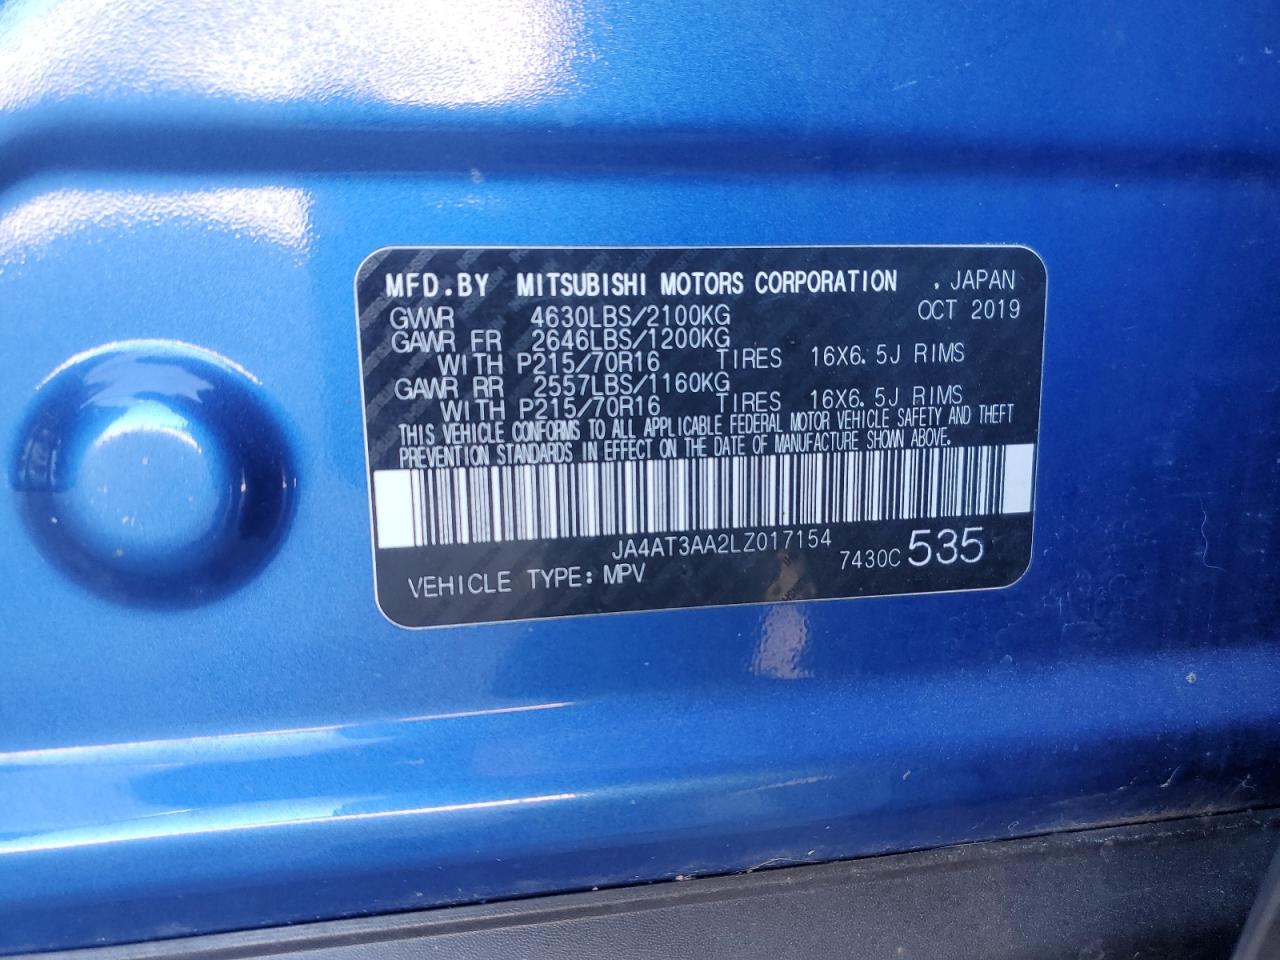 MFD.BY MITSUBISHI MOTORS CORPORATION . JAPAN
GVWR 4630LBS/2100KG OCT 2019
GAWR FR 2646LBS/1200KG
WITH P215/70R16 TIRES 16X6.5J RIMS
GAWR RR 2557LBS/1160KG
WITH P215/70R16 TIRES 16X6.5J RIMS
THIS VEHICLE CONFORMS TO ALL APPLICABLE FEDERAL MOTOR VEHICLE SAFETY AND THEFT
PREVENTION STANDARDS IN EFFECT ON THE DATE OF MANUFACTURE SHOWN ABOVE.
JA4AT3AA2LZ017154
VEHICLE TYPE: MPV 7430C 535